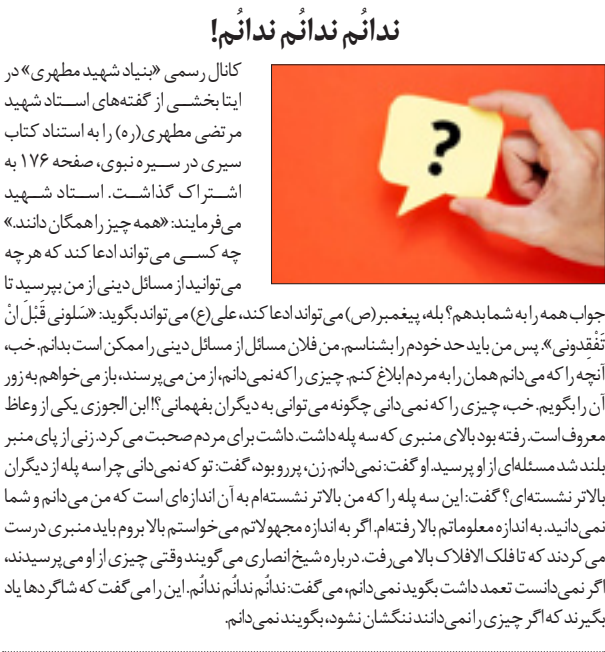 ندانُم ندانُم ندانُم!
کانال رسمی «بنیاد شهید مطهری» در
ایتا بخشی از گفته‌های استاد شهید
مرتضی مطهری(ره) را به استناد کتاب
سیری در سیره نبوی، صفحه ۱۷۶ به
اشتراک گذاشت. استاد شهید
می‌فرمایند: «همه چیز را همگان دانند.»
چه کسی می‌تواند ادعا کند که هر چه
می‌توانید از مسائل دینی از من بپرسید تا
?
جواب همه را به شما بدهم؟ بله، پیغمبر(ص) می‌تواند ادعا کند، علی(ع) می‌تواند بگوید: «سَلونی قَبْلَ انْ
تَفْقِدونی». پس من باید حد خودم را بشناسم. من فلان مسائل از مسائل دینی را ممکن است بدانم. خب،
آنچه را که می‌دانم همان را به مردم ابلاغ کنم. چیزی را که نمی‌دانم، از من می‌پرسند، باز می‌خواهم به زور
آن را بگویم. خب، چیزی را که نمی‌دانی چگونه می‌توانی به دیگران بفهمانی؟! ابن الجوزی یکی از وعاظ
معروف است. رفته بود بالای منبری که سه پله داشت. داشت برای مردم صحبت می‌کرد. زنی از پای منبر
بلند شد مسئله‌ای از او پرسید. او گفت: نمی‌دانم. زن، پررو بود، گفت: تو که نمی‌دانی چرا سه پله از دیگران
بالاتر نشسته‌ای؟ گفت: این سه پله را که من بالاتر نشسته‌ام به آن اندازه‌ای است که من می‌دانم و شما
نمی‌دانید. به اندازه معلوماتم بالا رفته‌ام. اگر به اندازه مجهولاتم می‌خواستم بالا بروم باید منبری درست
می‌کردند که تا فلک الافلاک بالا می‌رفت. درباره شیخ انصاری می‌گویند وقتی چیزی از او می‌پرسیدند،
اگر نمی‌دانست تعمد داشت بگوید نمی‌دانم، می‌گفت: ندانُم ندانُم ندانُم. این را می‌گفت که شاگردها یاد
بگیرند که اگر چیزی را نمی‌دانند ننگشان نشود، بگویند نمی‌دانم.